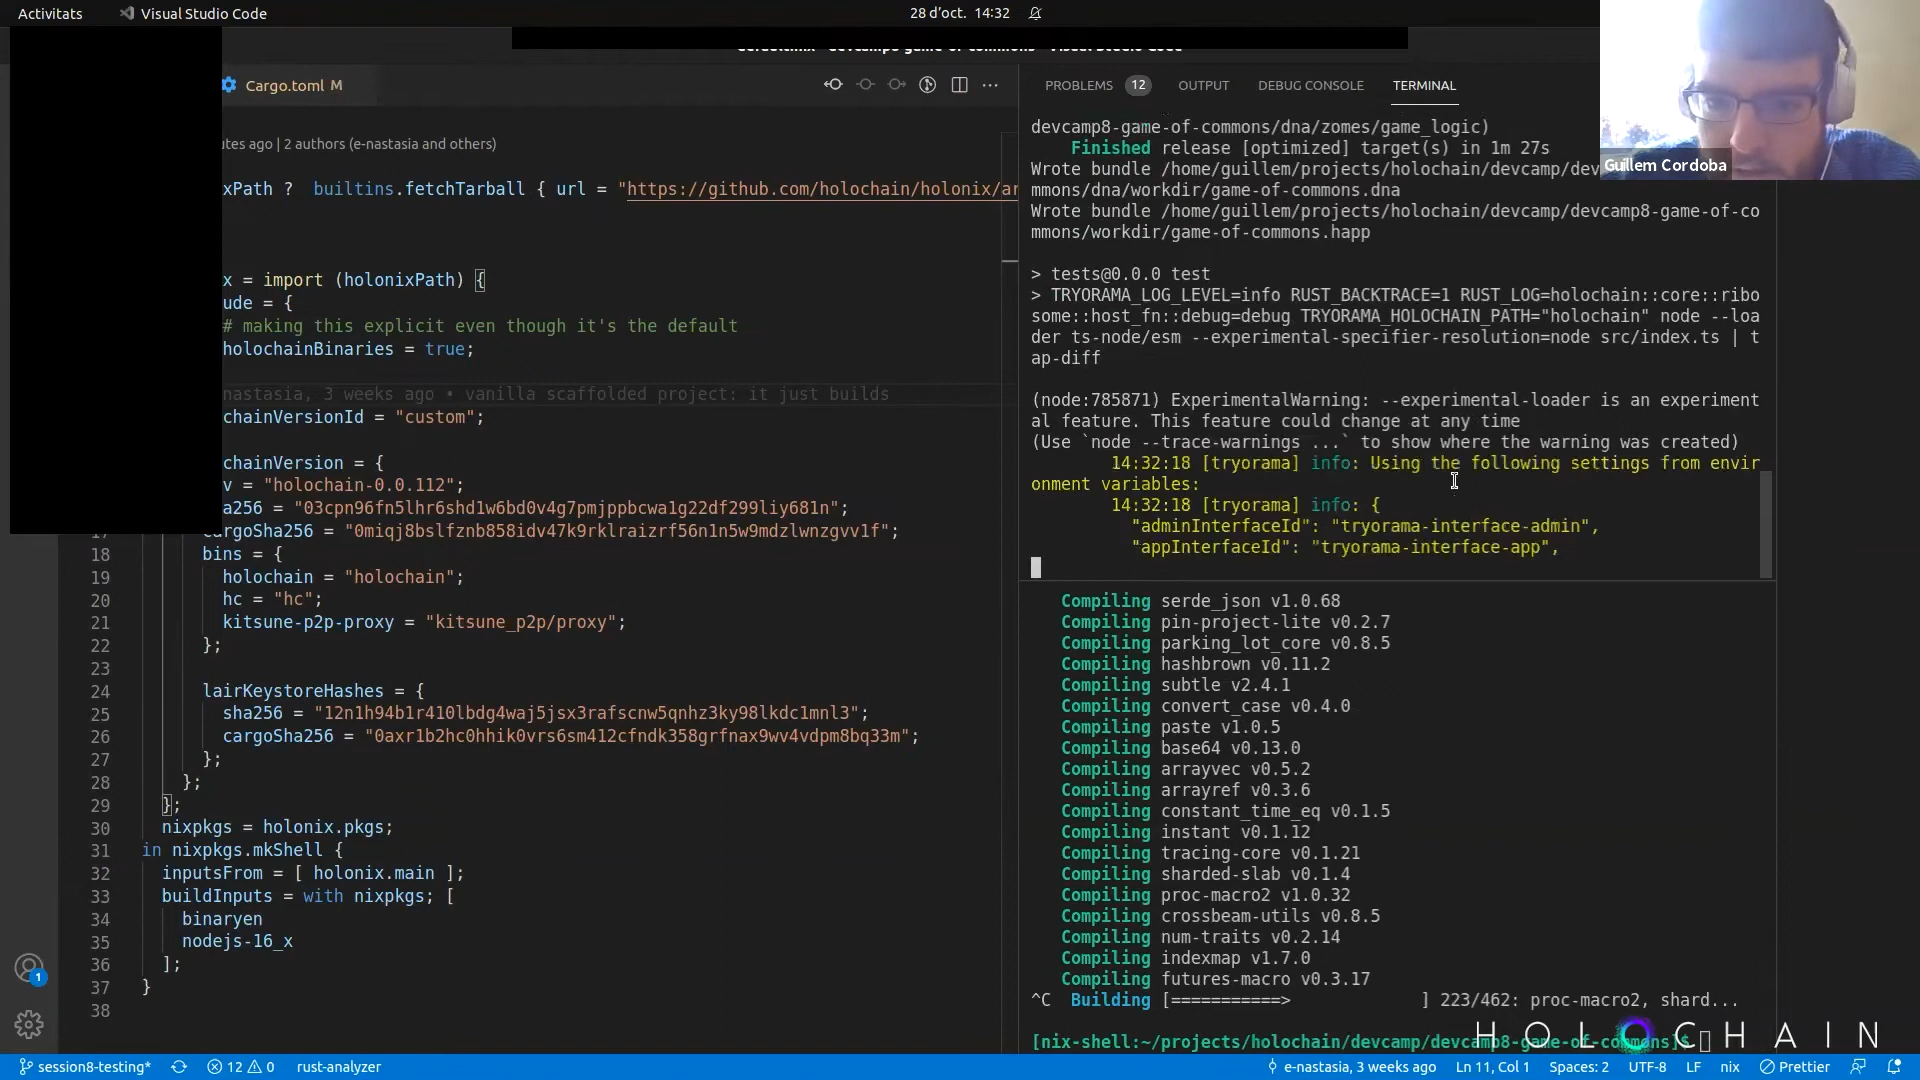 Activitats
Visual Studio Code
28 d'oct. 14:32
Cargo.toml M
PROBLEMS 12 OUTPUT DEBUG CONSOLE TERMINAL
utes ago | 2 authors (e-nastasia and others)
xPath ? builtins.fetchTarball { url = "https://github.com/holochain/holonix/ar
x = import (holonixPath) {
ude = {
# making this explicit even though it's the default
holochainBinaries = true;
nastasia, 3 weeks ago • vanilla scaffolded project: it just builds
chainVersionId = "custom";
chainVersion = {
v = "holochain-0.0.112";
a256 = "03cpn96fn5lhr6shd1w6bd0v4g7pmjppbcwa1g22df299liy681n";
cargoSha256 = "0miqj8bslfznb858idv47k9rklraizrf56n1n5w9mdzlwnzgvv1f";
18 bins = {
19 holochain = "holochain";
20 hc = "hc";
21 kitsune-p2p-proxy = "kitsune_p2p/proxy";
22 };
23
24 lairKeystoreHashes = {
25 sha256 = "12n1h94b1r410lbdg4waj5jsx3rafscnw5qnhz3ky98lkdc1mnl3";
26 cargoSha256 = "0axr1b2hc0hhik0vrs6sm412cfndk358grfnax9wv4vdpm8bq33m";
27 };
28 };
29 };
30 nixpkgs = holonix.pkgs;
31 in nixpkgs.mkShell {
32 inputsFrom = [ holonix.main ];
33 buildInputs = with nixpkgs; [
34 binaryen
35 nodejs-16_x
36 ];
37 }
38
devcamp8-game-of-commons/dna/zomes/game_logic)
Finished release [optimized] target(s) in 1m 27s
Wrote bundle /home/guillem/projects/holochain/devcamp/dev
mmons/dna/workdir/game-of-commons.dna
Wrote bundle /home/guillem/projects/holochain/devcamp/devcamp8-game-of-co
mmons/workdir/game-of-commons.happ
> tests@0.0.0 test
> TRYORAMA_LOG_LEVEL=info RUST_BACKTRACE=1 RUST_LOG=holochain::core::ribo
some::host_fn::debug=debug TRYORAMA_HOLOCHAIN_PATH="holochain" node --loa
der ts-node/esm --experimental-specifier-resolution=node src/index.ts | t
ap-diff
(node:785871) ExperimentalWarning: --experimental-loader is an experiment
al feature. This feature could change at any time
(Use `node --trace-warnings ...` to show where the warning was created)
14:32:18 [tryorama] info: Using the following settings from envir
onment variables:
14:32:18 [tryorama] info: {
"adminInterfaceId": "tryorama-interface-admin",
"appInterfaceId": "tryorama-interface-app",
Compiling serde_json v1.0.68
Compiling pin-project-lite v0.2.7
Compiling parking_lot_core v0.8.5
Compiling hashbrown v0.11.2
Compiling subtle v2.4.1
Compiling convert_case v0.4.0
Compiling paste v1.0.5
Compiling base64 v0.13.0
Compiling arrayvec v0.5.2
Compiling arrayref v0.3.6
Compiling constant_time_eq v0.1.5
Compiling instant v0.1.12
Compiling tracing-core v0.1.21
Compiling sharded-slab v0.1.4
Compiling proc-macro2 v1.0.32
Compiling crossbeam-utils v0.8.5
Compiling num-traits v0.2.14
Compiling indexmap v1.7.0
Compiling futures-macro v0.3.17
^C Building [===========> ] 223/462: proc-macro2, shard...
[nix-shell:~/projects/holochain/devcamp/devcamp8-game-of-commons]$
Guillem Cordoba
HOLOCHAIN
1
session8-testing* 12 0 rust-analyzer
e-nastasia, 3 weeks ago Ln 11, Col 1 Spaces: 2 UTF-8 LF nix Prettier